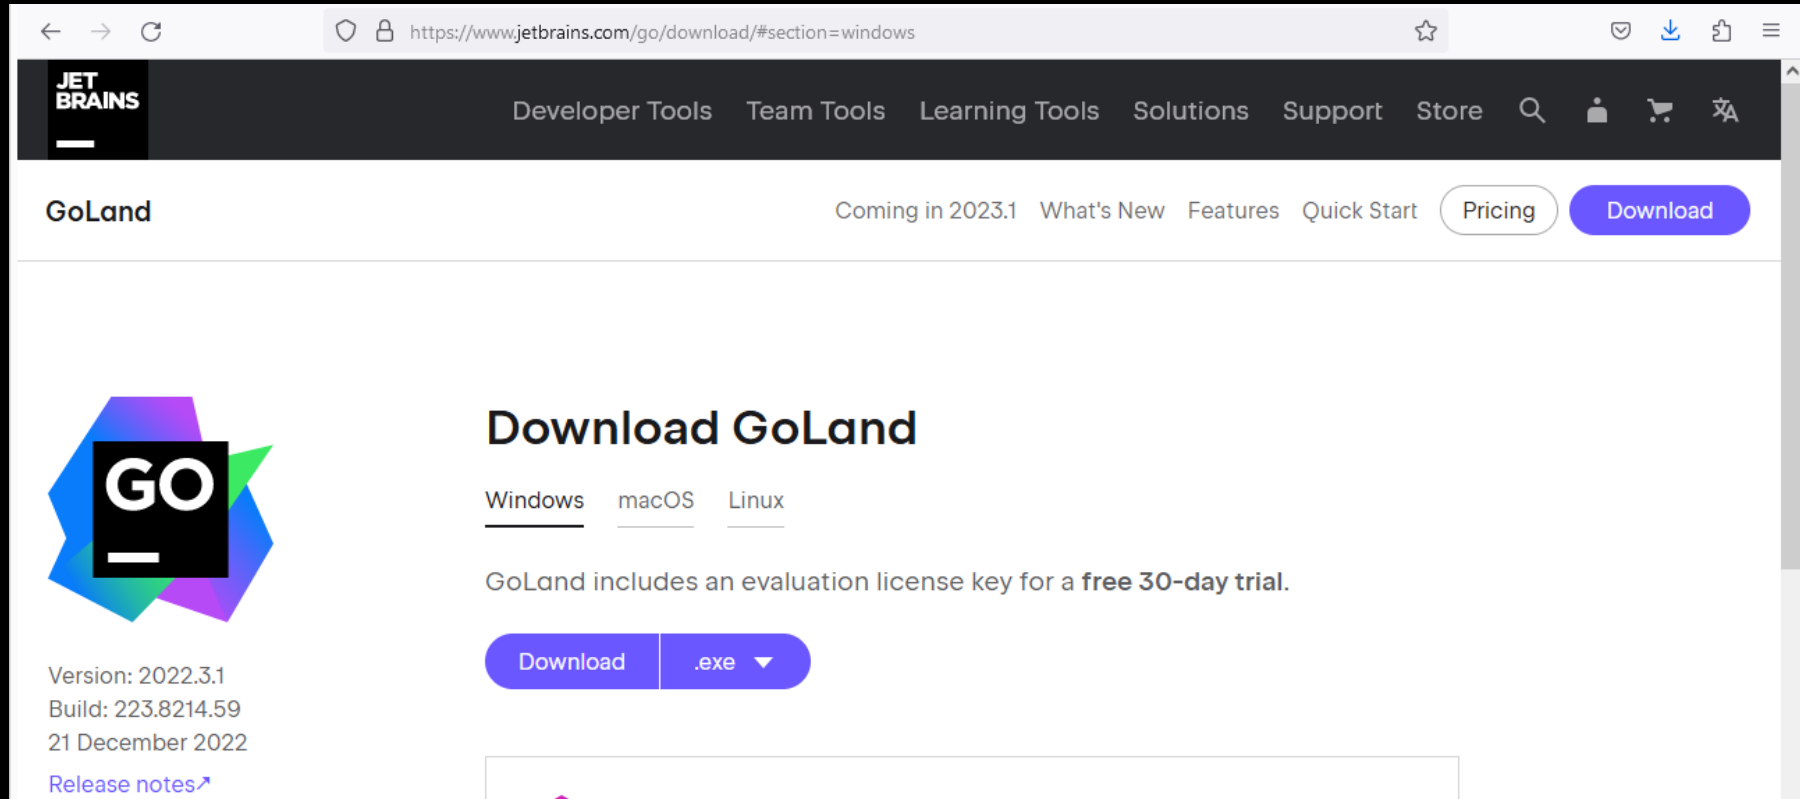 https://www.jetbrains.com/go/download/#section=windows
JET
BRAINS
Developer Tools Team Tools Learning Tools Solutions Support Store
GoLand
Coming in 2023.1 What's New Features Quick Start Pricing Download
GO
Download GoLand
Windows macOS Linux
GoLand includes an evaluation license key for a free 30-day trial.
Download .exe
Version: 2022.3.1
Build: 223.8214.59
21 December 2022
Release notes↗